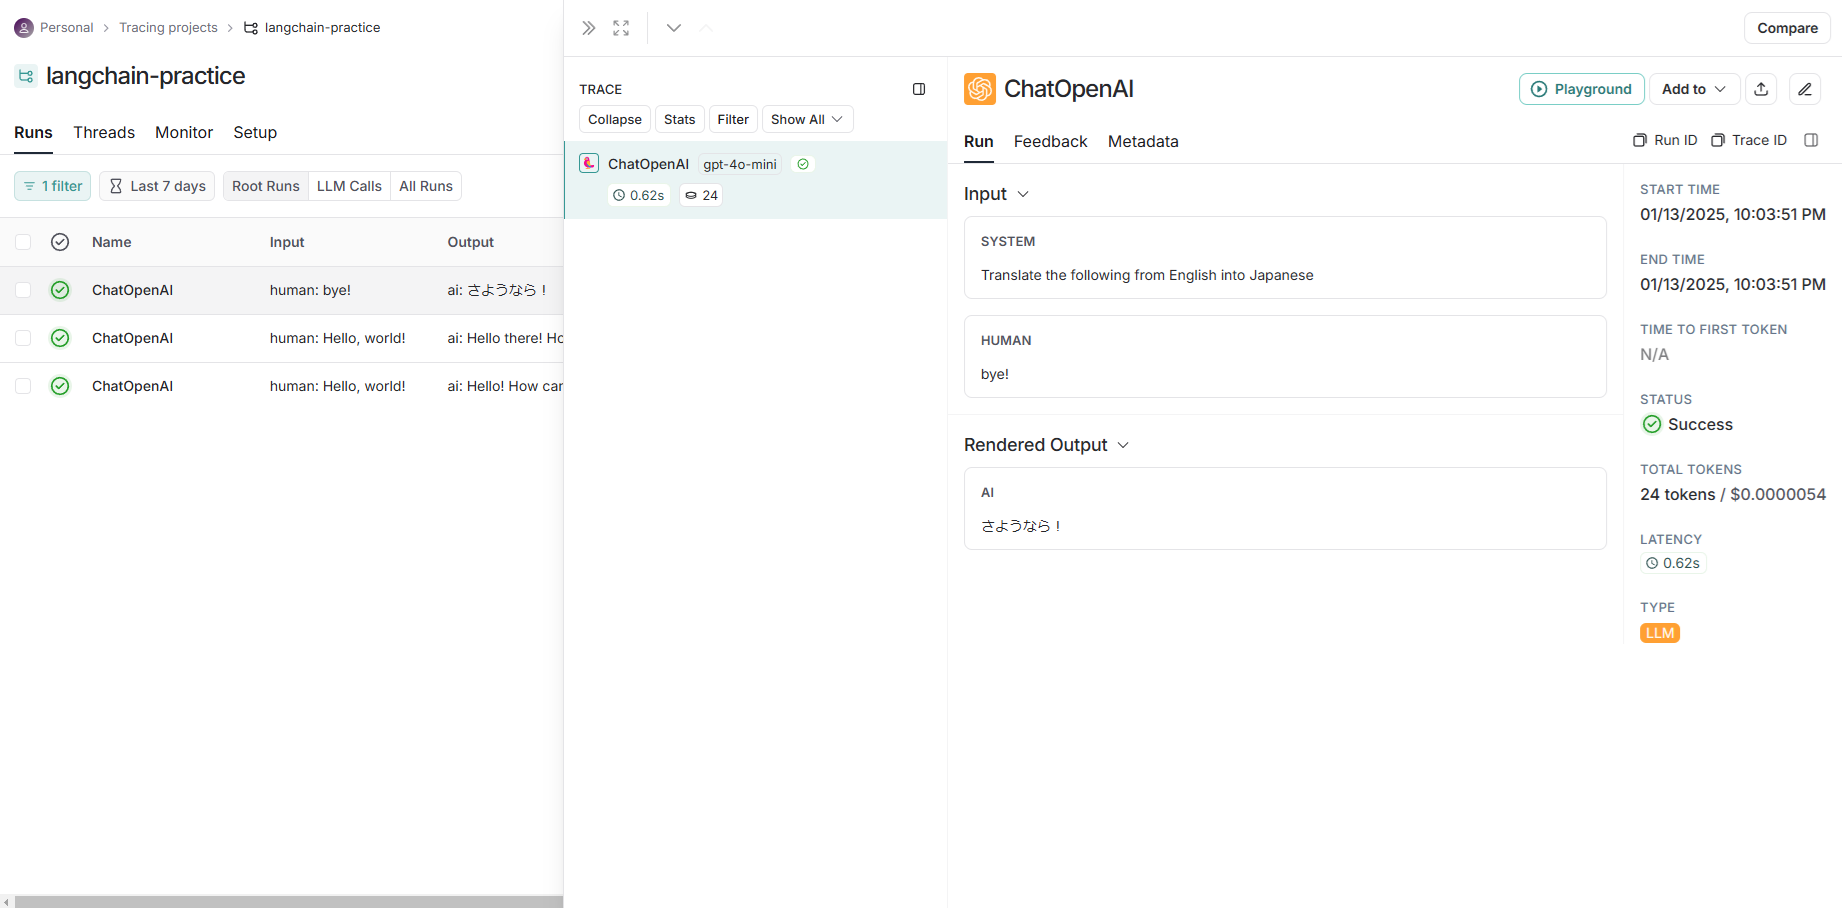 Personal > Tracing projects > langchain-practice
langchain-practice
Runs Threads Monitor Setup
1 filter Last 7 days Root Runs LLM Calls All Runs
Name Input Output
ChatOpenAI human: bye! ai: さようなら！
ChatOpenAI human: Hello, world! ai: Hello there! Ho
ChatOpenAI human: Hello, world! ai: Hello! How can
Compare
TRACE
Collapse Stats Filter Show All
ChatOpenAI gpt-4o-mini
0.62s 24
ChatOpenAI
Playground Add to
Run Feedback Metadata
Run ID Trace ID
Input
SYSTEM
Translate the following from English into Japanese
HUMAN
bye!
Rendered Output
AI
さようなら！
START TIME
01/13/2025, 10:03:51 PM
END TIME
01/13/2025, 10:03:51 PM
TIME TO FIRST TOKEN
N/A
STATUS
Success
TOTAL TOKENS
24 tokens / $0.0000054
LATENCY
0.62s
TYPE
LLM